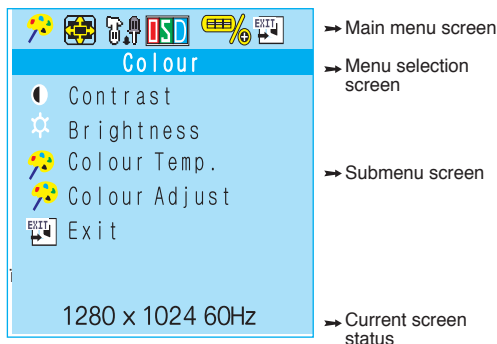 OSD EXIT
Main menu screen
Colour
Menu selection
screen
Contrast
Brightness
Colour Temp.
Submenu screen
Colour Adjust
EXIT Exit
1280 x 1024 60Hz
Current screen
status